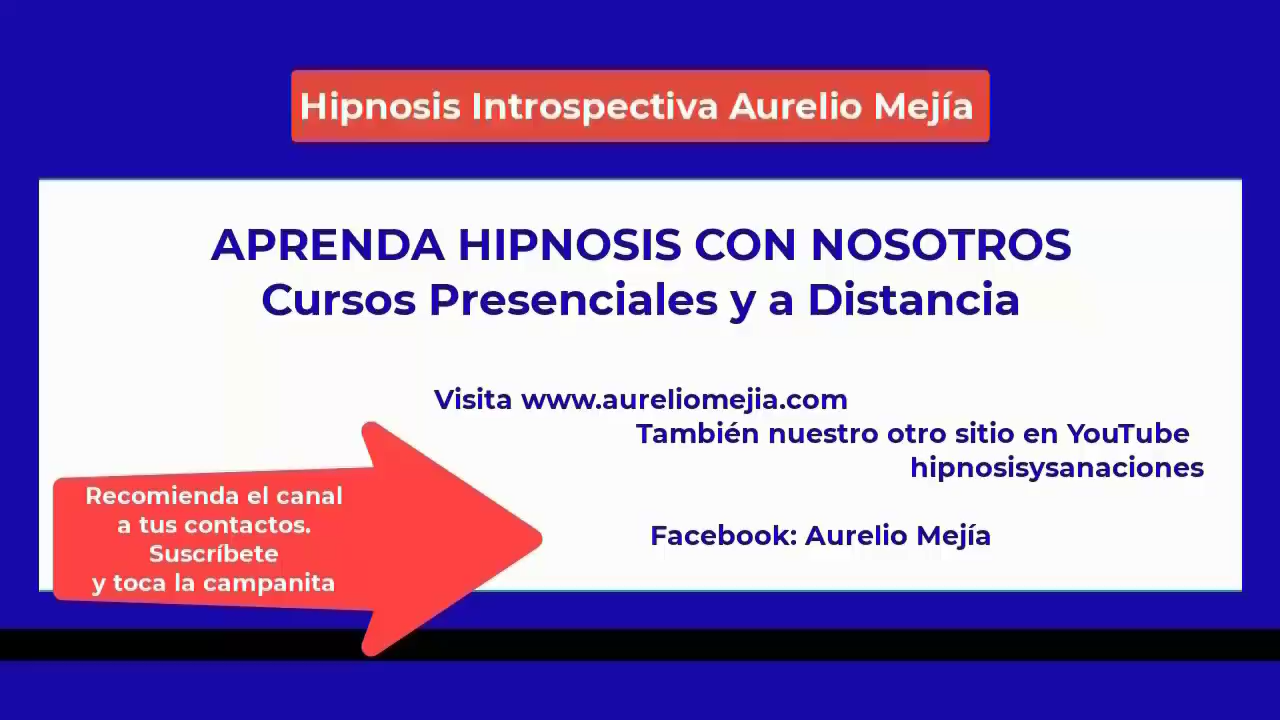 Hipnosis Introspectiva Aurelio Mejía
APRENDA HIPNOSIS CON NOSOTROS
Cursos Presenciales y a Distancia
Visita www.aureliomejia.com
También nuestro otro sitio en YouTube
hipnosisysanaciones
Facebook: Aurelio Mejía
Recomienda el canal
a tus contactos.
Suscríbete
y toca la campanita